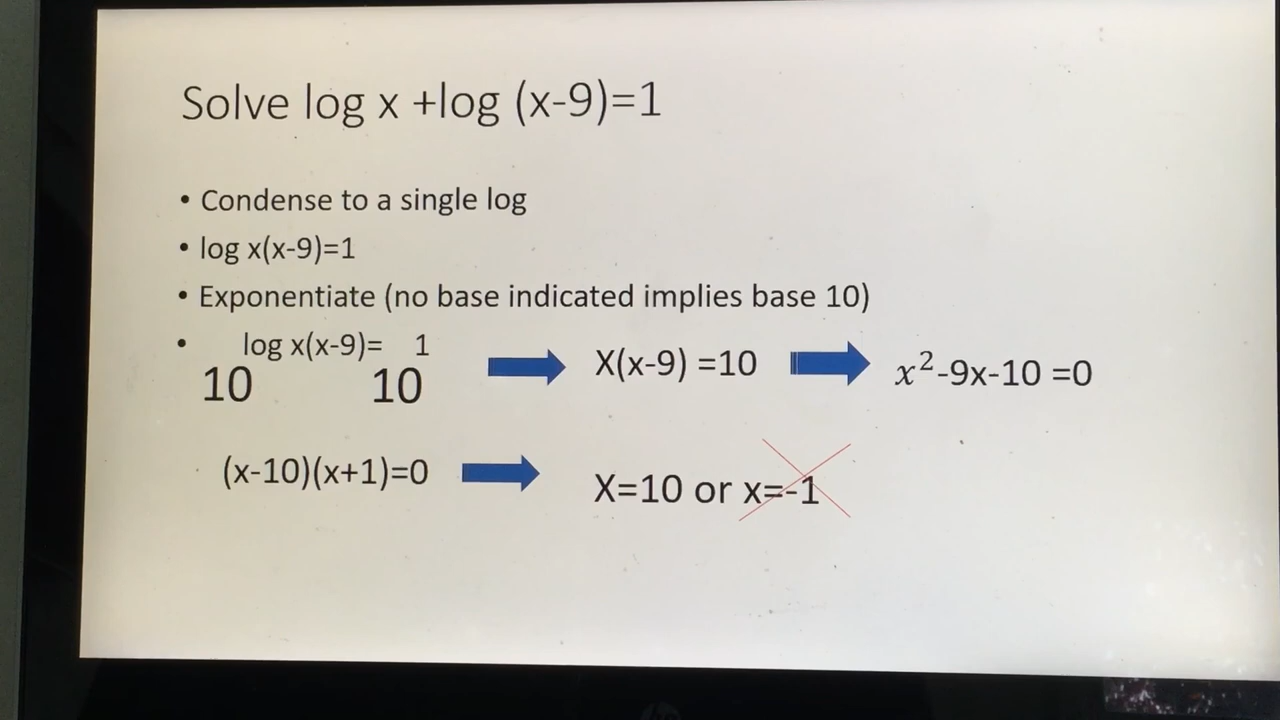 Solve log x +log (x-9)=1
• Condense to a single log
• log x(x-9)=1
• Exponentiate (no base indicated implies base 10)
• 10^log x(x-9)= 10^1 X(x-9) =10 x²-9x-10 =0
(x-10)(x+1)=0 X=10 or x=-1